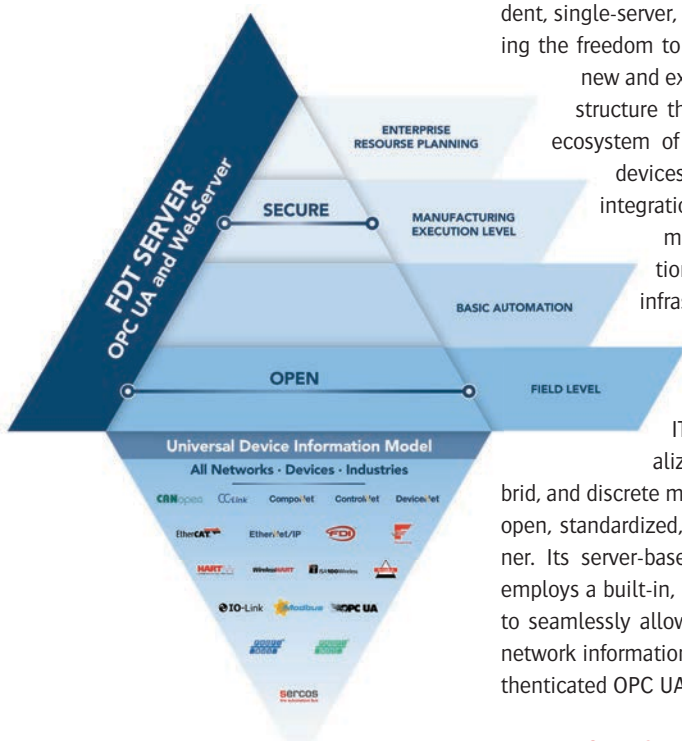 dent, single-server,
ing the freedom to
new and ex
structure th
ecosystem of
devices
integratio
m
tion
infras
IT
aliz
brid, and discrete m
open, standardized,
ner. Its server-base
employs a built-in,
to seamlessly allow
network information
thenticated OPC UA
FDT SERVER
OPC UA and WebServer
ENTERPRISE
RESOURSE PLANNING
SECURE
MANUFACTURING
EXECUTION LEVEL
BASIC AUTOMATION
OPEN
FIELD LEVEL
Universal Device Information Model
All Networks · Devices · Industries
CANopen CC-Link CompoNet ControlNet DeviceNet
EtherCAT EtherNet/IP FDI
HART WirelessHART ISA100 Wireless
IO-Link Modbus OPC UA
sercos